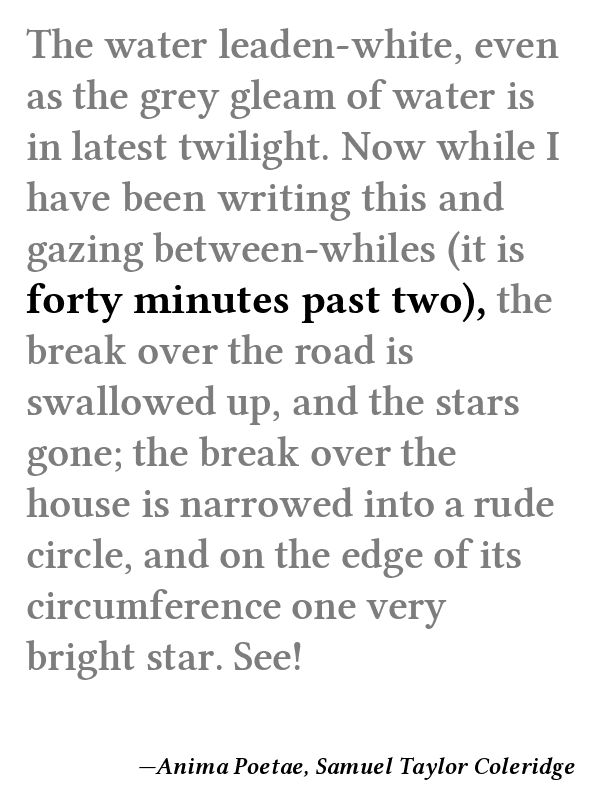 The water leaden-white, even
as the grey gleam of water is
in latest twilight. Now while I
have been writing this and
gazing between-whiles (it is
forty minutes past two), the
break over the road is
swallowed up, and the stars
gone; the break over the
house is narrowed into a rude
circle, and on the edge of its
circumference one very
bright star. See!
—Anima Poetae, Samuel Taylor Coleridge